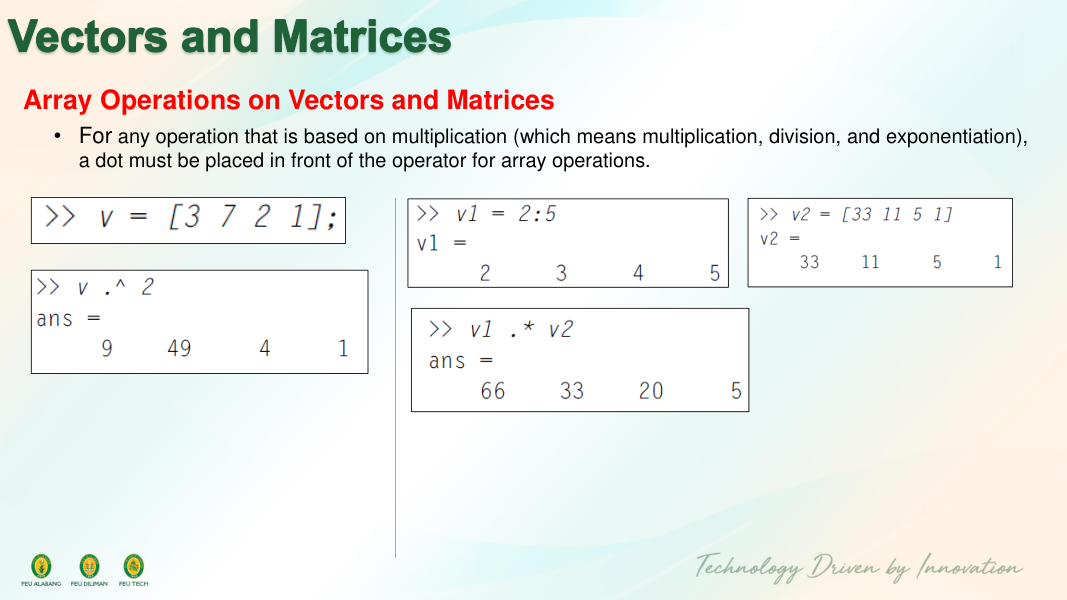 Vectors and Matrices
Array Operations on Vectors and Matrices
• For any operation that is based on multiplication (which means multiplication, division, and exponentiation),
a dot must be placed in front of the operator for array operations.
>> v = [3 7 2 1];
>> v .^ 2
ans =
9 49 4 1
>> v1 = 2:5
v1 =
2 3 4 5
>> v2 = [33 11 5 1]
v2 =
33 11 5 1
>> v1 .* v2
ans =
66 33 20 5
FEU ALABANG FEU DILIMAN FEU TECH
Technology Driven by Innovation